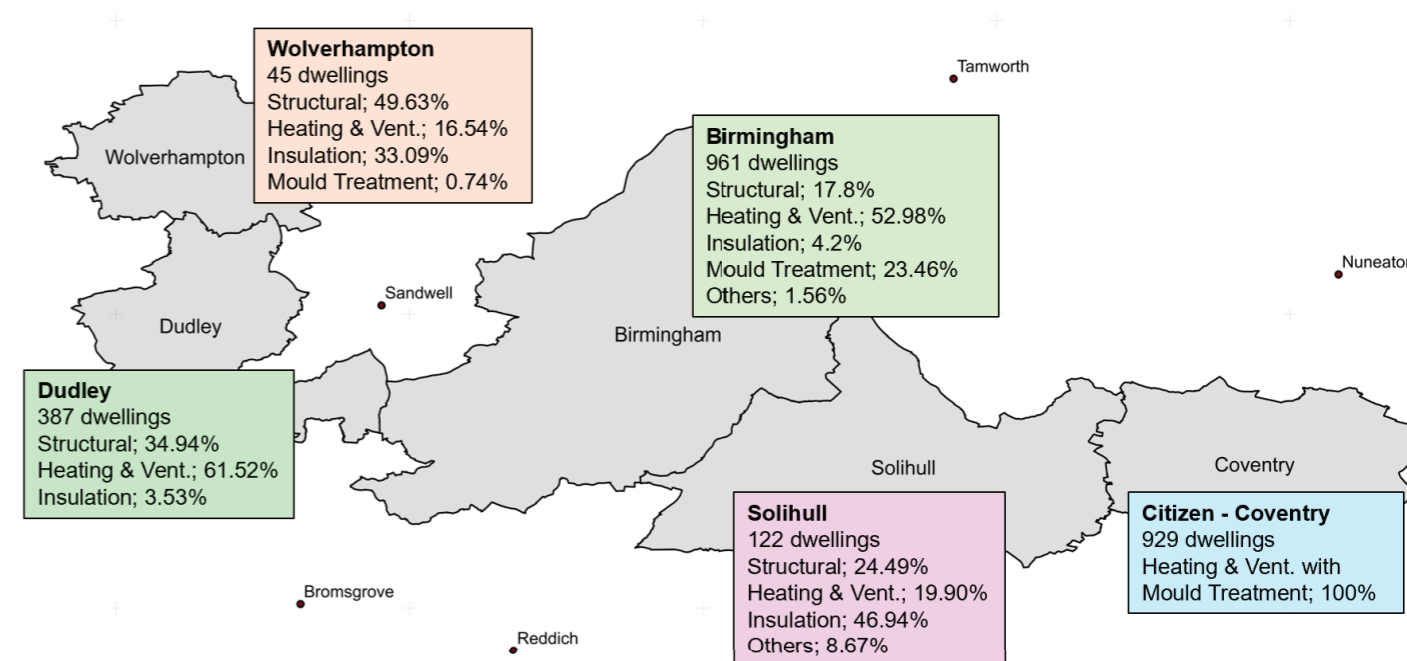 Wolverhampton
45 dwellings
Structural; 49.63%
Heating & Vent.; 16.54%
Insulation; 33.09%
Mould Treatment; 0.74%
Tamworth
Wolverhampton
Birmingham
961 dwellings
Structural; 17.8%
Heating & Vent.; 52.98%
Insulation; 4.2%
Mould Treatment; 23.46%
Others; 1.56%
Nuneato
Sandwell
Dudley
Birmingham
Dudley
387 dwellings
Structural; 34.94%
Heating & Vent.; 61.52%
Insulation; 3.53%
Solihull
Coventry
Solihull
122 dwellings
Structural; 24.49%
Heating & Vent.; 19.90%
Insulation; 46.94%
Others; 8.67%
Citizen - Coventry
929 dwellings
Heating & Vent. with
Mould Treatment; 100%
Bromsgrove
Reddich